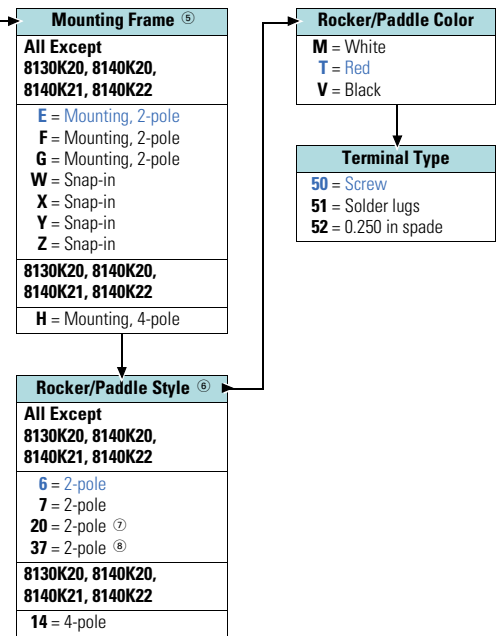 Mounting Frame ⑤
All Except
8130K20, 8140K20,
8140K21, 8140K22
E = Mounting, 2-pole
F = Mounting, 2-pole
G = Mounting, 2-pole
W = Snap-in
X = Snap-in
Y = Snap-in
Z = Snap-in
8130K20, 8140K20,
8140K21, 8140K22
H = Mounting, 4-pole
Rocker/Paddle Style ⑥
All Except
8130K20, 8140K20,
8140K21, 8140K22
6 = 2-pole
7 = 2-pole
20 = 2-pole ⑦
37 = 2-pole ⑧
8130K20, 8140K20,
8140K21, 8140K22
14 = 4-pole
Rocker/Paddle Color
M = White
T = Red
V = Black
Terminal Type
50 = Screw
51 = Solder lugs
52 = 0.250 in spade